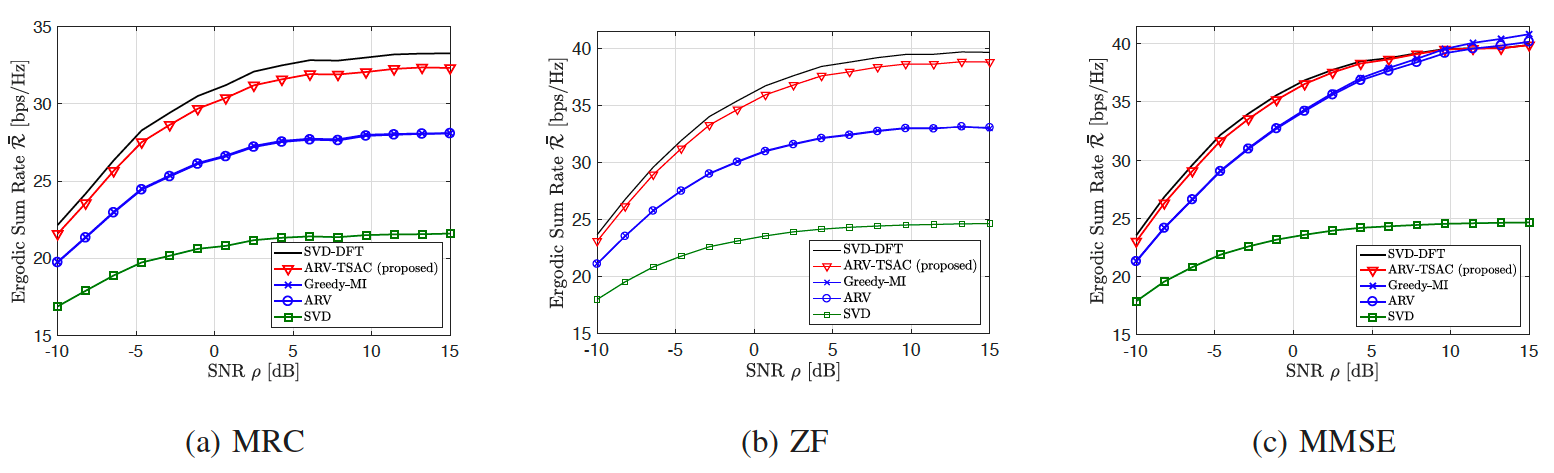 35
30
25
20
15
Ergodic Sum Rate R̄ [bps/Hz]
SVD-DFT
ARV-TSAC (proposed)
Greedy-MI
ARV
SVD
-10 -5 0 5 10 15
SNR ρ [dB]
(a) MRC
40
35
30
25
20
15
Ergodic Sum Rate R̄ [bps/Hz]
SVD-DFT
ARV-TSAC (proposed)
Greedy-MI
ARV
SVD
-10 -5 0 5 10 15
SNR ρ [dB]
(b) ZF
40
35
30
25
20
15
Ergodic Sum Rate R̄ [bps/Hz]
SVD-DFT
ARV-TSAC (proposed)
Greedy-MI
ARV
SVD
-10 -5 0 5 10 15
SNR ρ [dB]
(c) MMSE